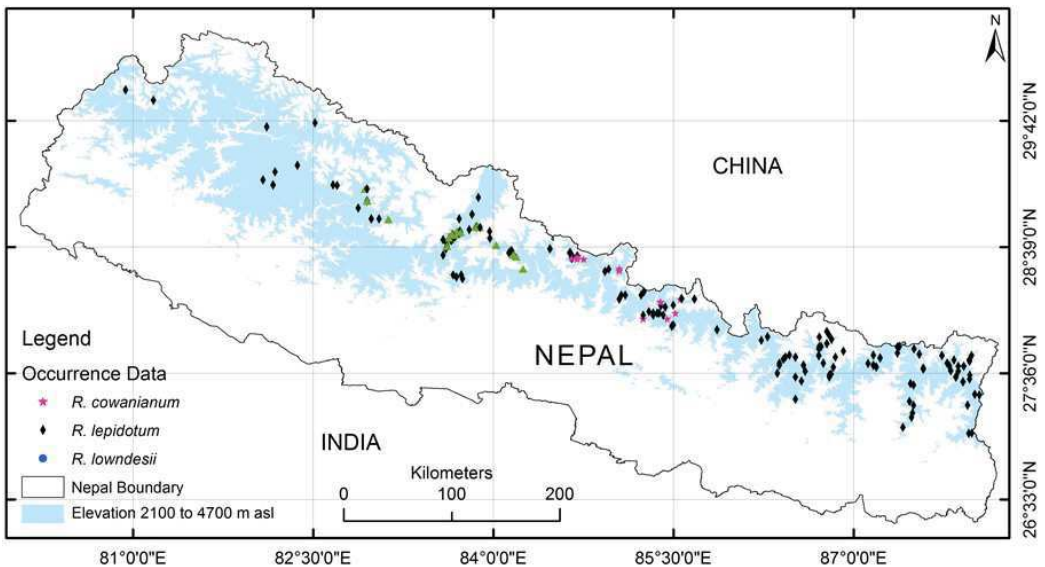 N
CHINA
NEPAL
INDIA
Legend
Occurrence Data
R. cowanianum
R. lepidotum
R. lowndesii
Nepal Boundary
Elevation 2100 to 4700 m asl
Kilometers
0 100 200
29°42'0"N
28°39'0"N
27°36'0"N
26°33'0"N
81°0'0"E 82°30'0"E 84°0'0"E 85°30'0"E 87°0'0"E